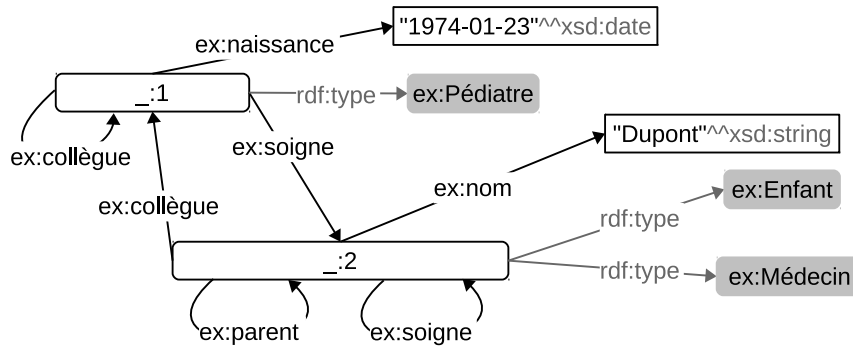 "1974-01-23"^^xsd:date
ex:naissance
_:1
rdf:type
ex:Pédiatre
"Dupont"^^xsd:string
ex:collègue
ex:soigne
ex:nom
ex:Enfant
ex:collègue
rdf:type
_:2
rdf:type
ex:Médecin
ex:parent
ex:soigne